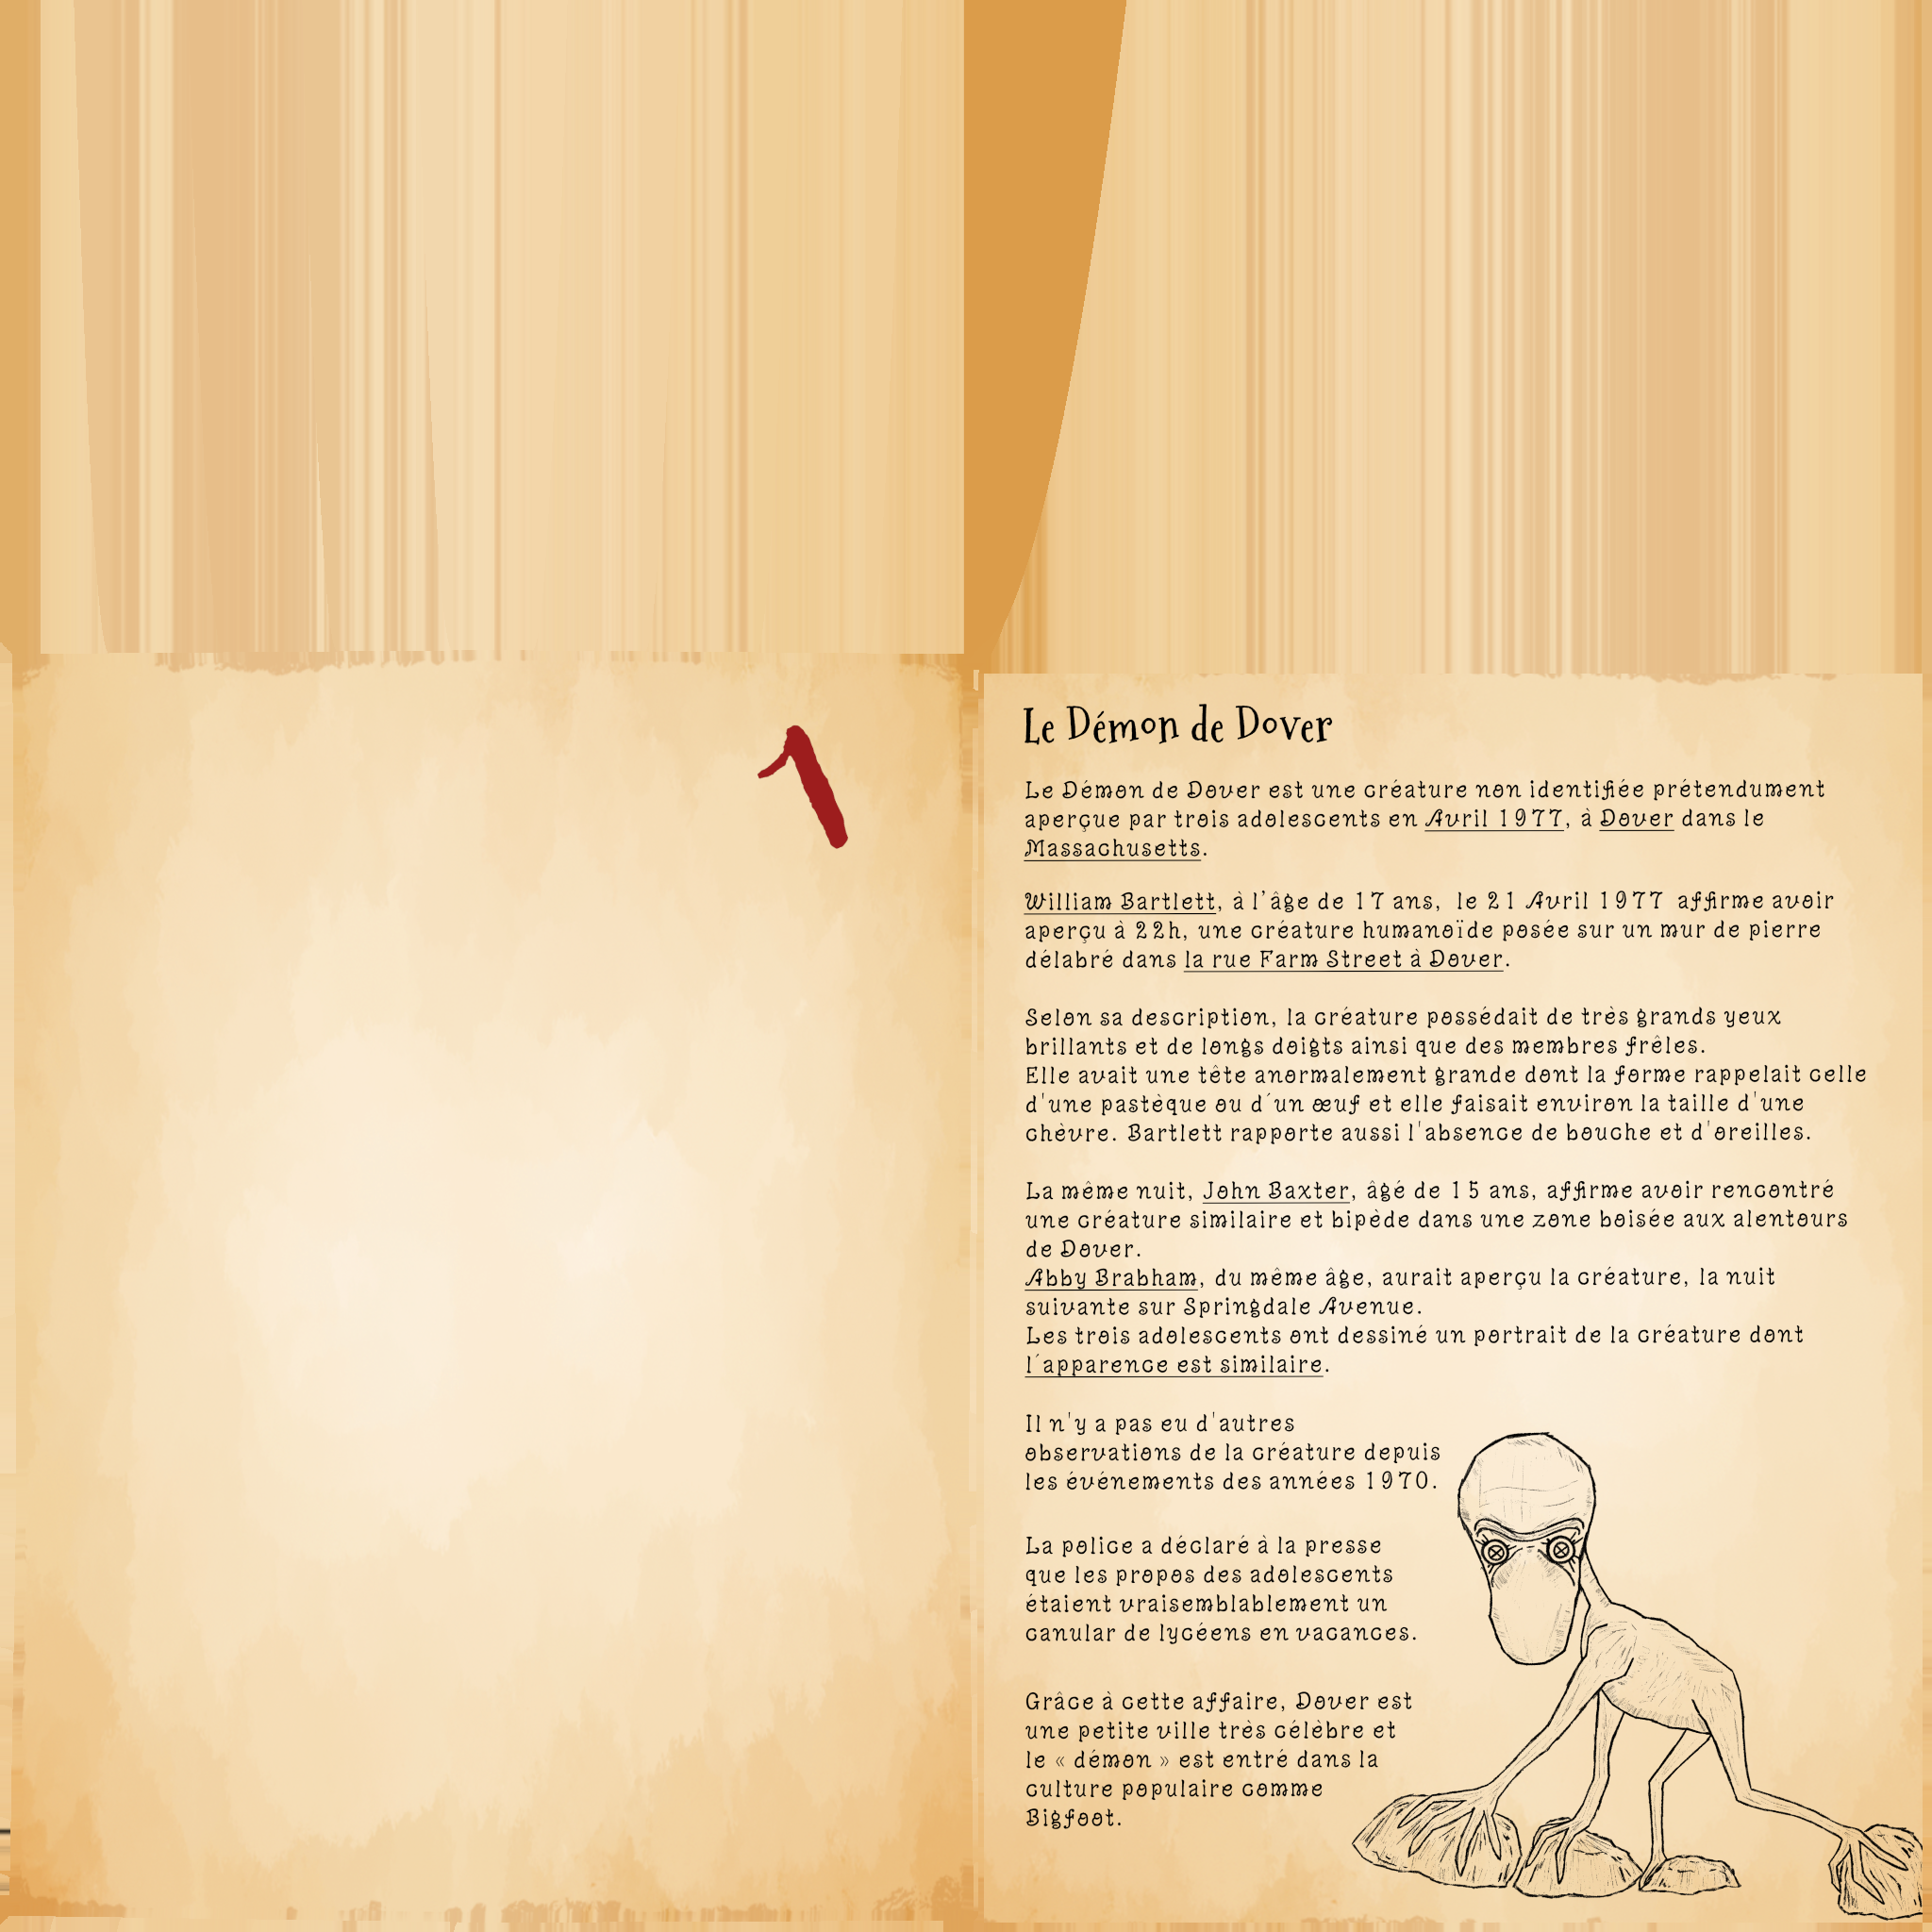 1
Le Démon de Dover
Le Démon de Dover est une créature non identifiée prétendument
aperçue par trois adolescents en Avril 1977, à Dover dans le
Massachusetts.
William Bartlett, à l'âge de 17 ans, le 21 Avril 1977 affirme avoir
aperçu à 22h, une créature humanoïde posée sur un mur de pierre
délabré dans la rue Farm Street à Dover.
Selon sa description, la créature possédait de très grands yeux
brillants et de longs doigts ainsi que des membres frêles.
Elle avait une tête anormalement grande dont la forme rappelait celle
d'une pastèque ou d´un œuf et elle faisait environ la taille d'une
chèvre. Bartlett rapporte aussi l'absence de bouche et d'oreilles.
La même nuit, John Baxter, âgé de 15 ans, affirme avoir rencontré
une créature similaire et bipède dans une zone boisée aux alentours
de Dover.
Abby Brabham, du même âge, aurait aperçu la créature, la nuit
suivante sur Springdale Avenue.
Les trois adolescents ont dessiné un portrait de la créature dont
l´apparence est similaire.
Il n'y a pas eu d'autres
observations de la créature depuis
les événements des années 1970.
La police a déclaré à la presse
que les propos des adolescents
étaient vraisemblablement un
canular de lycéens en vacances.
Grâce à cette affaire, Dover est
une petite ville très célèbre et
le « démon » est entré dans la
culture populaire comme
Bigfoot.